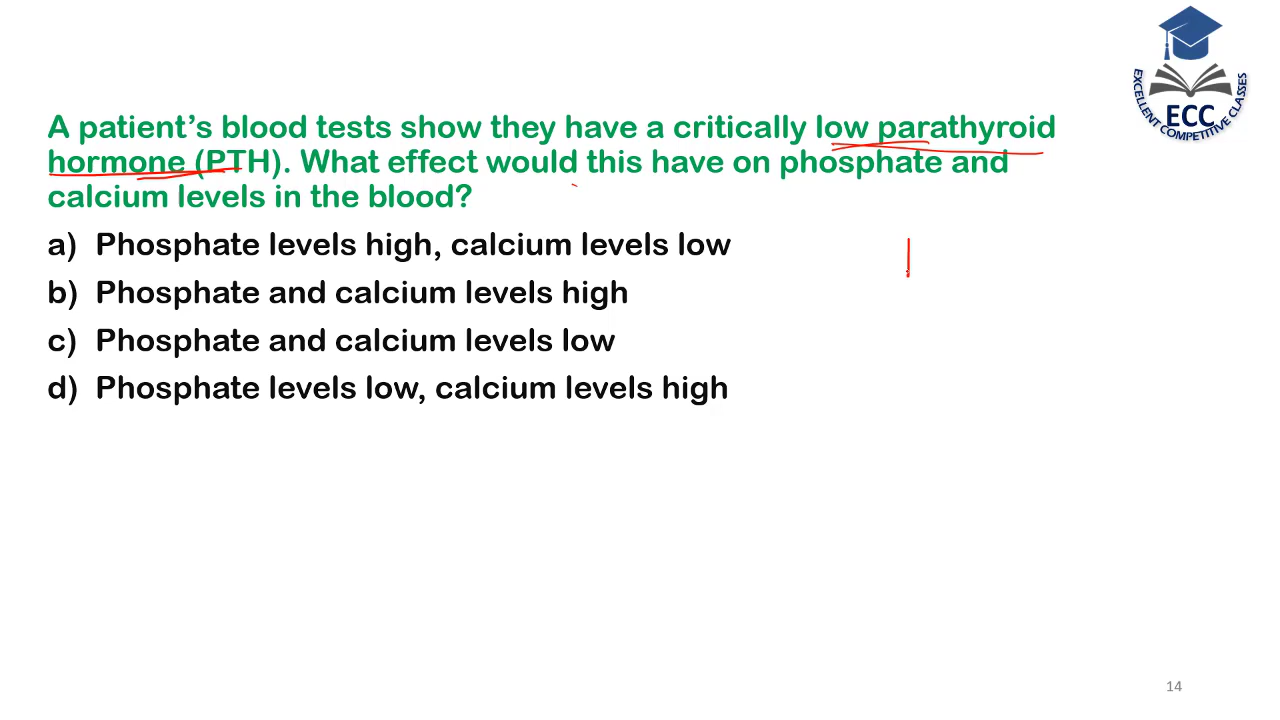 EXCELLENT COMPETITIVE CLASSES
ECC
A patient's blood tests show they have a critically low parathyroid
hormone (PTH). What effect would this have on phosphate and
calcium levels in the blood?
a) Phosphate levels high, calcium levels low
b) Phosphate and calcium levels high
c) Phosphate and calcium levels low
d) Phosphate levels low, calcium levels high
14